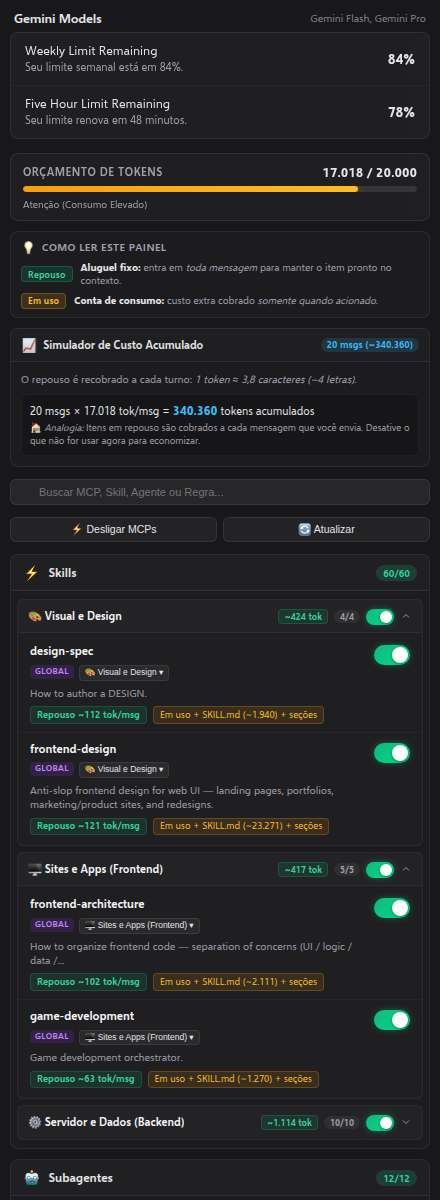 Gemini Models
Gemini Flash, Gemini Pro
Weekly Limit Remaining
Seu limite semanal está em 84%.
84%
Five Hour Limit Remaining
Seu limite renova em 48 minutos.
78%
ORÇAMENTO DE TOKENS
17.018 / 20.000
Atenção (Consumo Elevado)
COMO LER ESTE PAINEL
Repouso
Aluguel fixo: entra em toda mensagem para manter o item pronto no
contexto.
Em uso
Conta de consumo: custo extra cobrado somente quando acionado.
Simulador de Custo Acumulado
20 msgs (~340.360)
O repouso é recobrado a cada turno: 1 token ≈ 3,8 caracteres (~4 letras).
20 msgs × 17.018 tok/msg = 340.360 tokens acumulados
Analogia: Itens em repouso são cobrados a cada mensagem que você envia. Desative o
que não for usar agora para economizar.
Buscar MCP, Skill, Agente ou Regra...
⚡ Desligar MCPs
🔄 Atualizar
Skills
60/60
Visual e Design
~424 tok
4/4
design-spec
GLOBAL
Visual e Design ▾
How to author a DESIGN.
Repouso ~112 tok/msg
Em uso + SKILL.md (~1.940) + seções
frontend-design
GLOBAL
Visual e Design ▾
Anti-slop frontend design for web UI — landing pages, portfolios,
marketing/product sites, and redesigns.
Repouso ~121 tok/msg
Em uso + SKILL.md (~23.271) + seções
Sites e Apps (Frontend)
~417 tok
5/5
frontend-architecture
GLOBAL
Sites e Apps (Frontend) ▾
How to organize frontend code — separation of concerns (UI / logic /
data /...
Repouso ~102 tok/msg
Em uso + SKILL.md (~2.111) + seções
game-development
GLOBAL
Sites e Apps (Frontend) ▾
Game development orchestrator.
Repouso ~63 tok/msg
Em uso + SKILL.md (~1.270) + seções
Servidor e Dados (Backend)
~1.114 tok
10/10
Subagentes
12/12